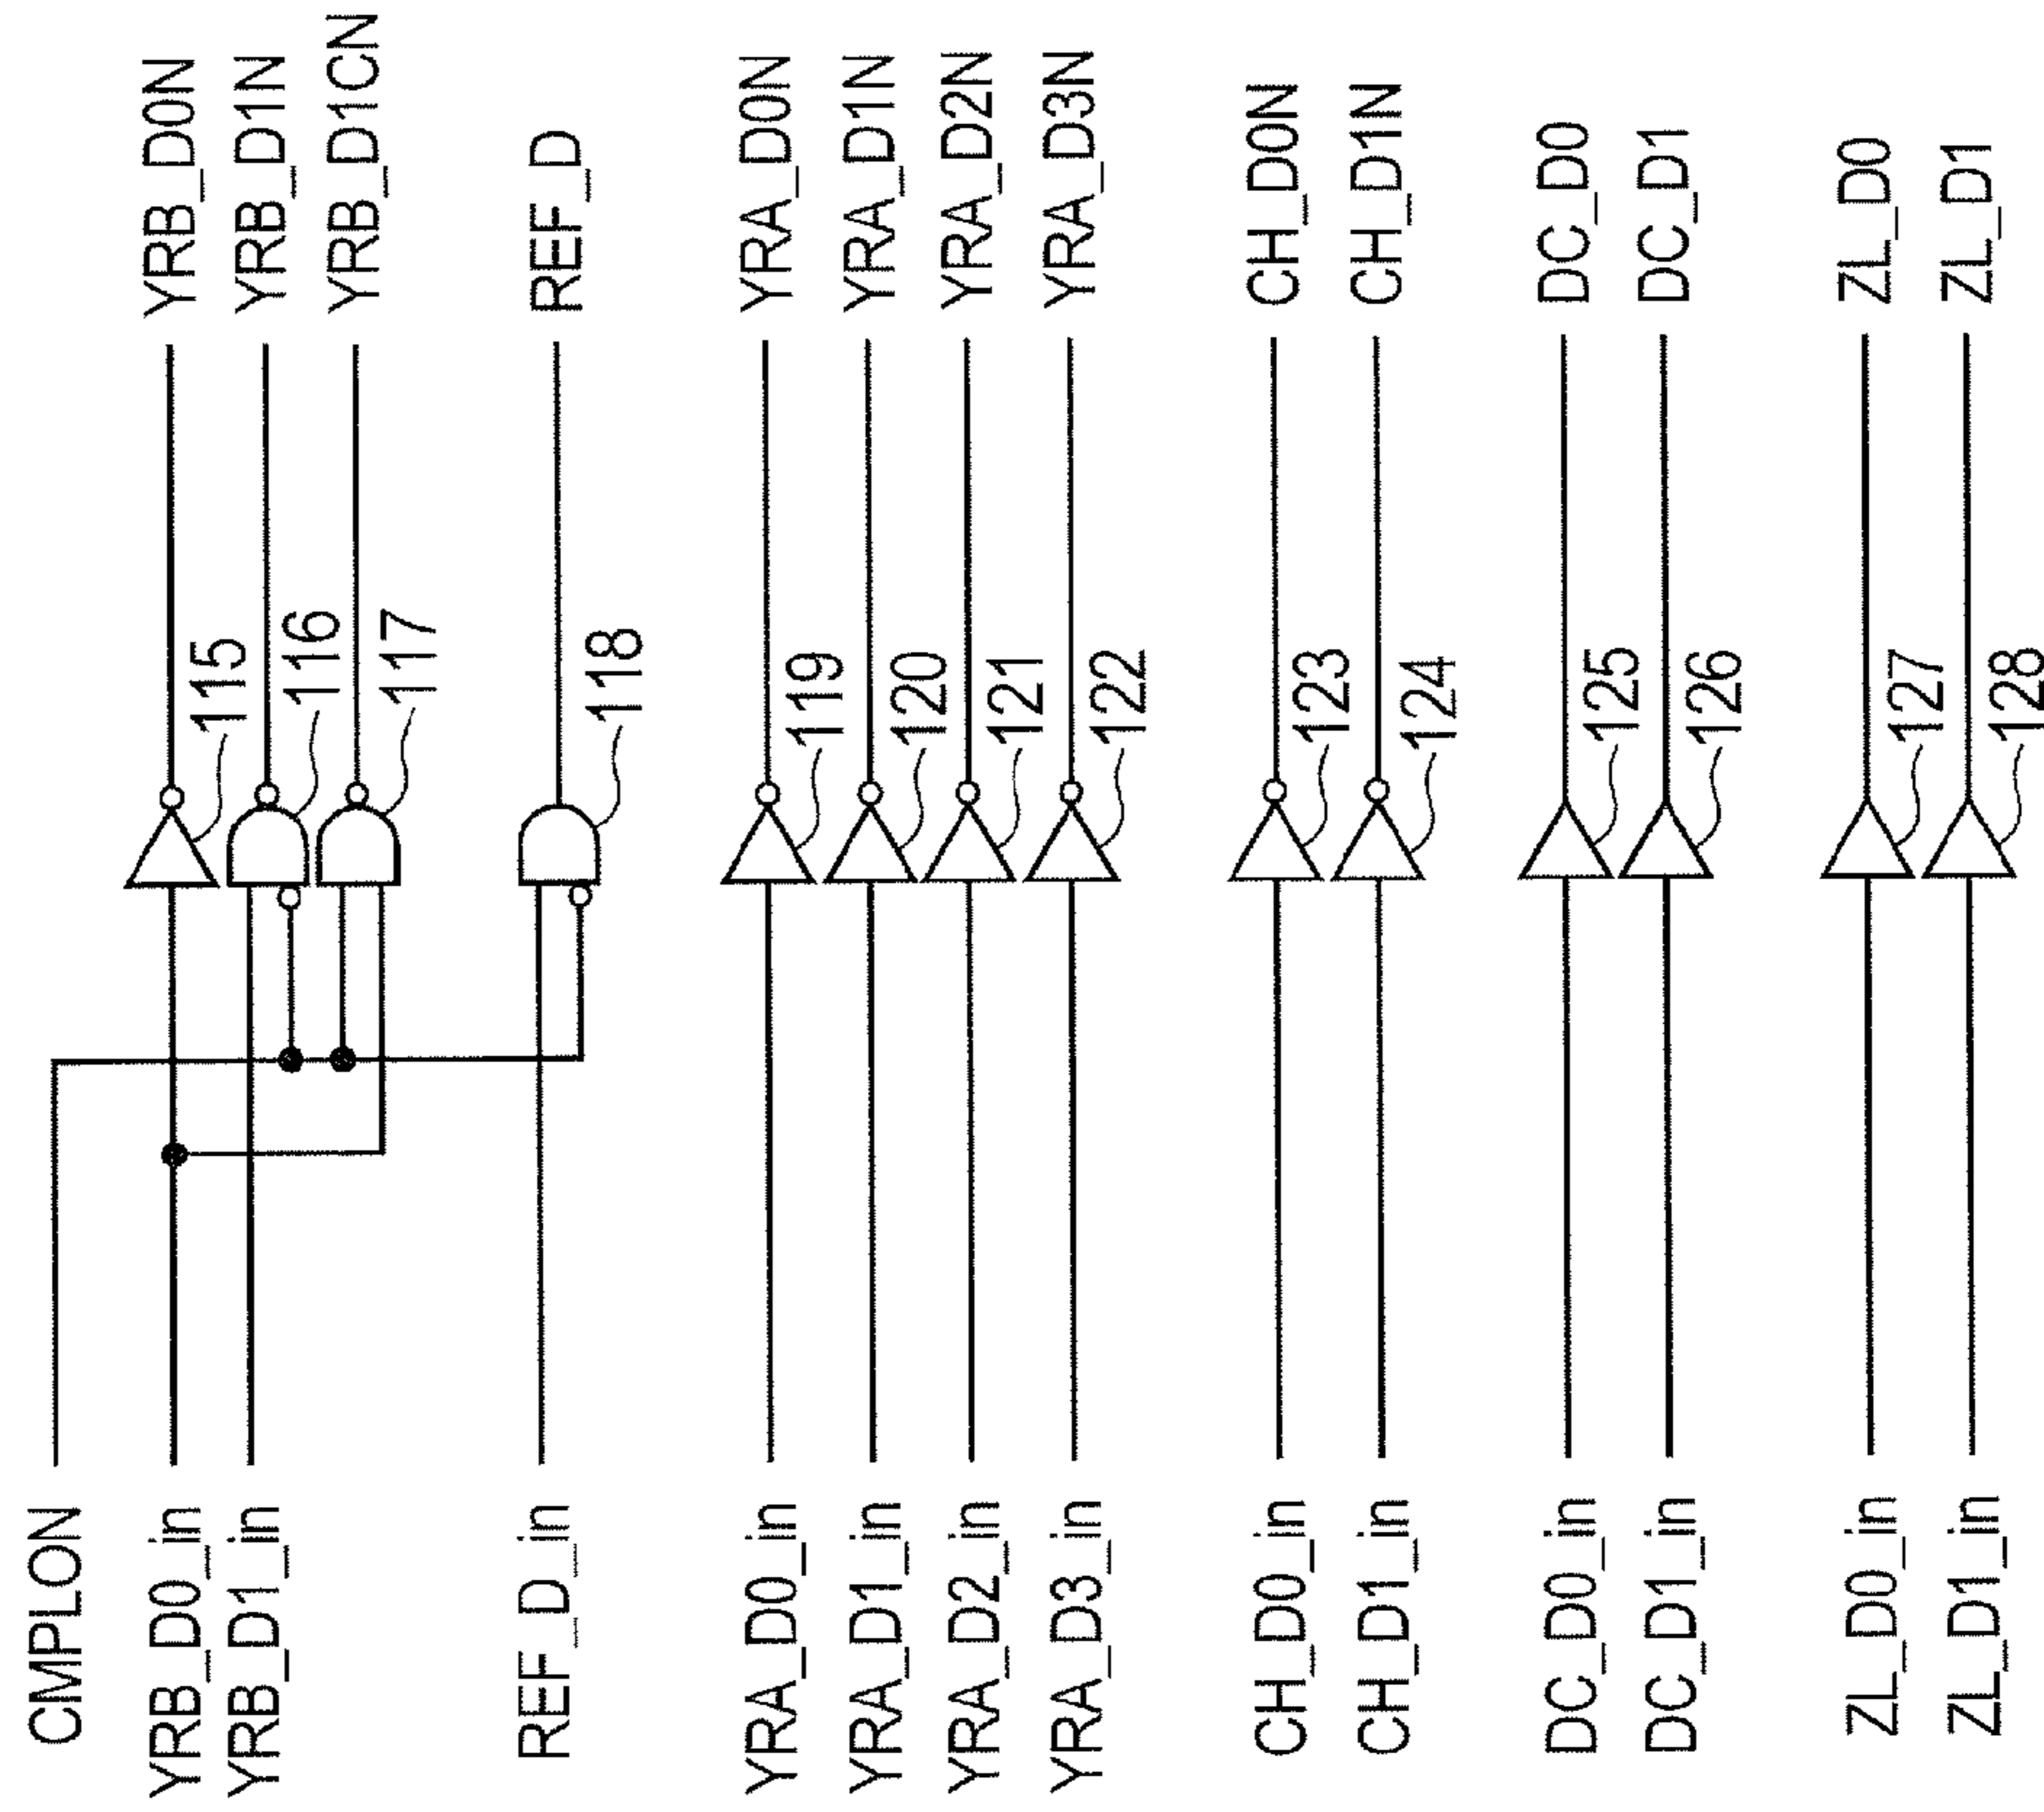 CMPLON
YRB_D0_in 115 YRB_D0N
YRB_D1_in 116 YRB_D1N
117 YRB_D1CN
REF_D_in 118 REF_D
YRA_D0_in 119 YRA_D0N
YRA_D1_in 120 YRA_D1N
YRA_D2_in 121 YRA_D2N
YRA_D3_in 122 YRA_D3N
CH_D0_in 123 CH_D0N
CH_D1_in 124 CH_D1N
DC_D0_in 125 DC_D0
DC_D1_in 126 DC_D1
ZL_D0_in 127 ZL_D0
ZL_D1_in 128 ZL_D1